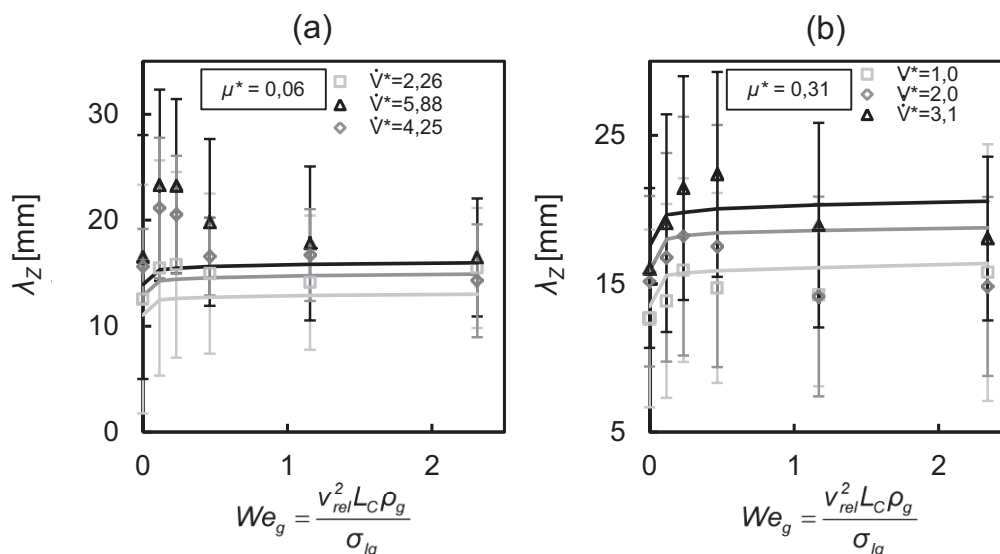 (a)
μ* = 0,06
V̇*=2,26
V̇*=5,88
V̇*=4,25
30
20
10
0
λ_Z [mm]
0
1
2
We_g = v_rel^2 L_C ρ_g / σ_lg
(b)
μ* = 0,31
V̇*=1,0
V̇*=2,0
V̇*=3,1
25
15
5
λ_Z [mm]
0
1
2
We_g = v_rel^2 L_C ρ_g / σ_lg